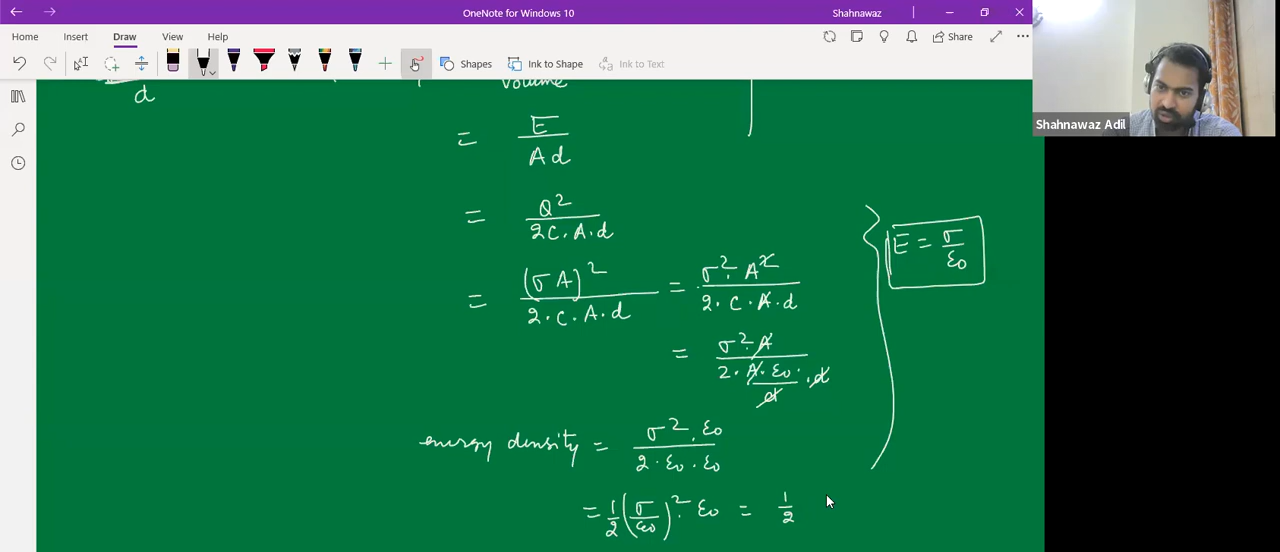 OneNote for Windows 10
Shahnawaz
Home Insert Draw View Help
Share
Shapes
Ink to Shape
Ink to Text
Shahnawaz Adil
d
volume
= E / Ad
= Q² / 2C·A·d
= (σA)² / 2·C·A·d = σ²·A² / 2·C·A·d
= σ²·A / 2·A·ε₀/d·d
energy density = σ²·ε₀ / 2·ε₀·ε₀
= 1/2 (σ/ε₀)²·ε₀ = 1/2
E = σ/ε₀